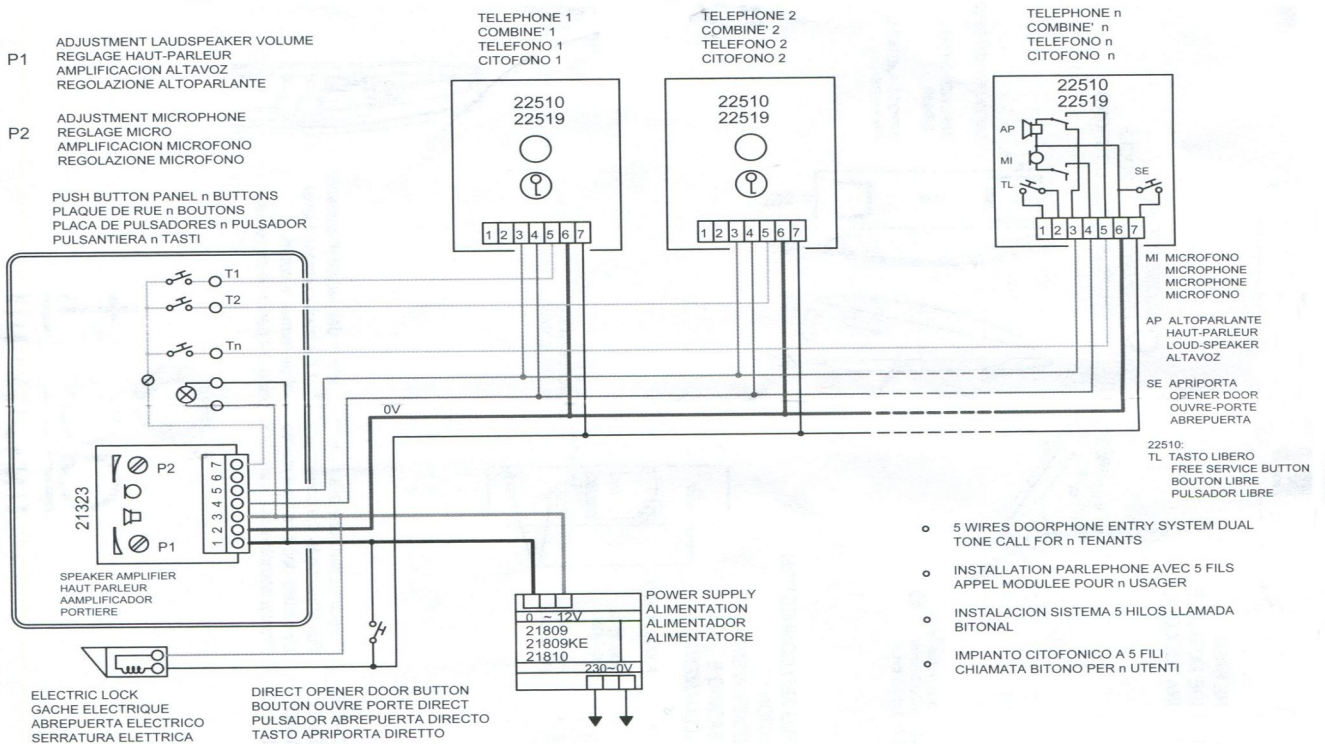 P1
ADJUSTMENT LAUDSPEAKER VOLUME
REGLAGE HAUT-PARLEUR
AMPLIFICACION ALTAVOZ
REGOLAZIONE ALTOPARLANTE
P2
ADJUSTMENT MICROPHONE
REGLAGE MICRO
AMPLIFICACION MICROFONO
REGOLAZIONE MICROFONO
PUSH BUTTON PANEL n BUTTONS
PLAQUE DE RUE n BOUTONS
PLACA DE PULSADORES n PULSADOR
PULSANTIERA n TASTI
TELEPHONE 1
COMBINE' 1
TELEFONO 1
CITOFONO 1
22510
22519
1 2 3 4 5 6 7
TELEPHONE 2
COMBINE' 2
TELEFONO 2
CITOFONO 2
22510
22519
1 2 3 4 5 6 7
TELEPHONE n
COMBINE' n
TELEFONO n
CITOFONO n
22510
22519
AP
MI
TL
SE
1 2 3 4 5 6 7
T1
T2
Tn
0V
21323
P2
P1
1 2 3 4 5 6 7
SPEAKER AMPLIFIER
HAUT PARLEUR
AAMPLIFICADOR
PORTIERE
MI MICROFONO
MICROPHONE
MICROPHONE
MICROFONO
AP ALTOPARLANTE
HAUT-PARLEUR
LOUD-SPEAKER
ALTAVOZ
SE APRIPORTA
OPENER DOOR
OUVRE-PORTE
ABREPUERTA
22510:
TL TASTO LIBERO
FREE SERVICE BUTTON
BOUTON LIBRE
PULSADOR LIBRE
0 ~ 12V
21809
21809KE
21810
230~0V
POWER SUPPLY
ALIMENTATION
ALIMENTADOR
ALIMENTATORE
ELECTRIC LOCK
GACHE ELECTRIQUE
ABREPUERTA ELECTRICO
SERRATURA ELETTRICA
DIRECT OPENER DOOR BUTTON
BOUTON OUVRE PORTE DIRECT
PULSADOR ABREPUERTA DIRECTO
TASTO APRIPORTA DIRETTO
5 WIRES DOORPHONE ENTRY SYSTEM DUAL
TONE CALL FOR n TENANTS
INSTALLATION PARLEPHONE AVEC 5 FILS
APPEL MODULEE POUR n USAGER
INSTALACION SISTEMA 5 HILOS LLAMADA
BITONAL
IMPIANTO CITOFONICO A 5 FILI
CHIAMATA BITONO PER n UTENTI